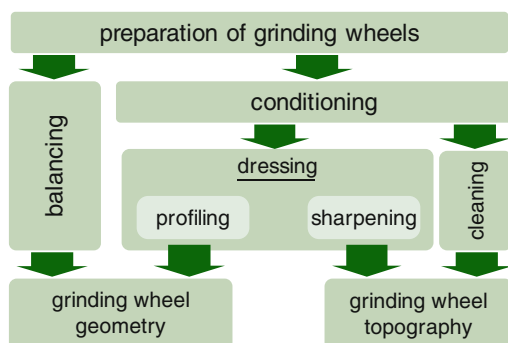 preparation of grinding wheels
balancing
conditioning
dressing
profiling
sharpening
cleaning
grinding wheel
geometry
grinding wheel
topography